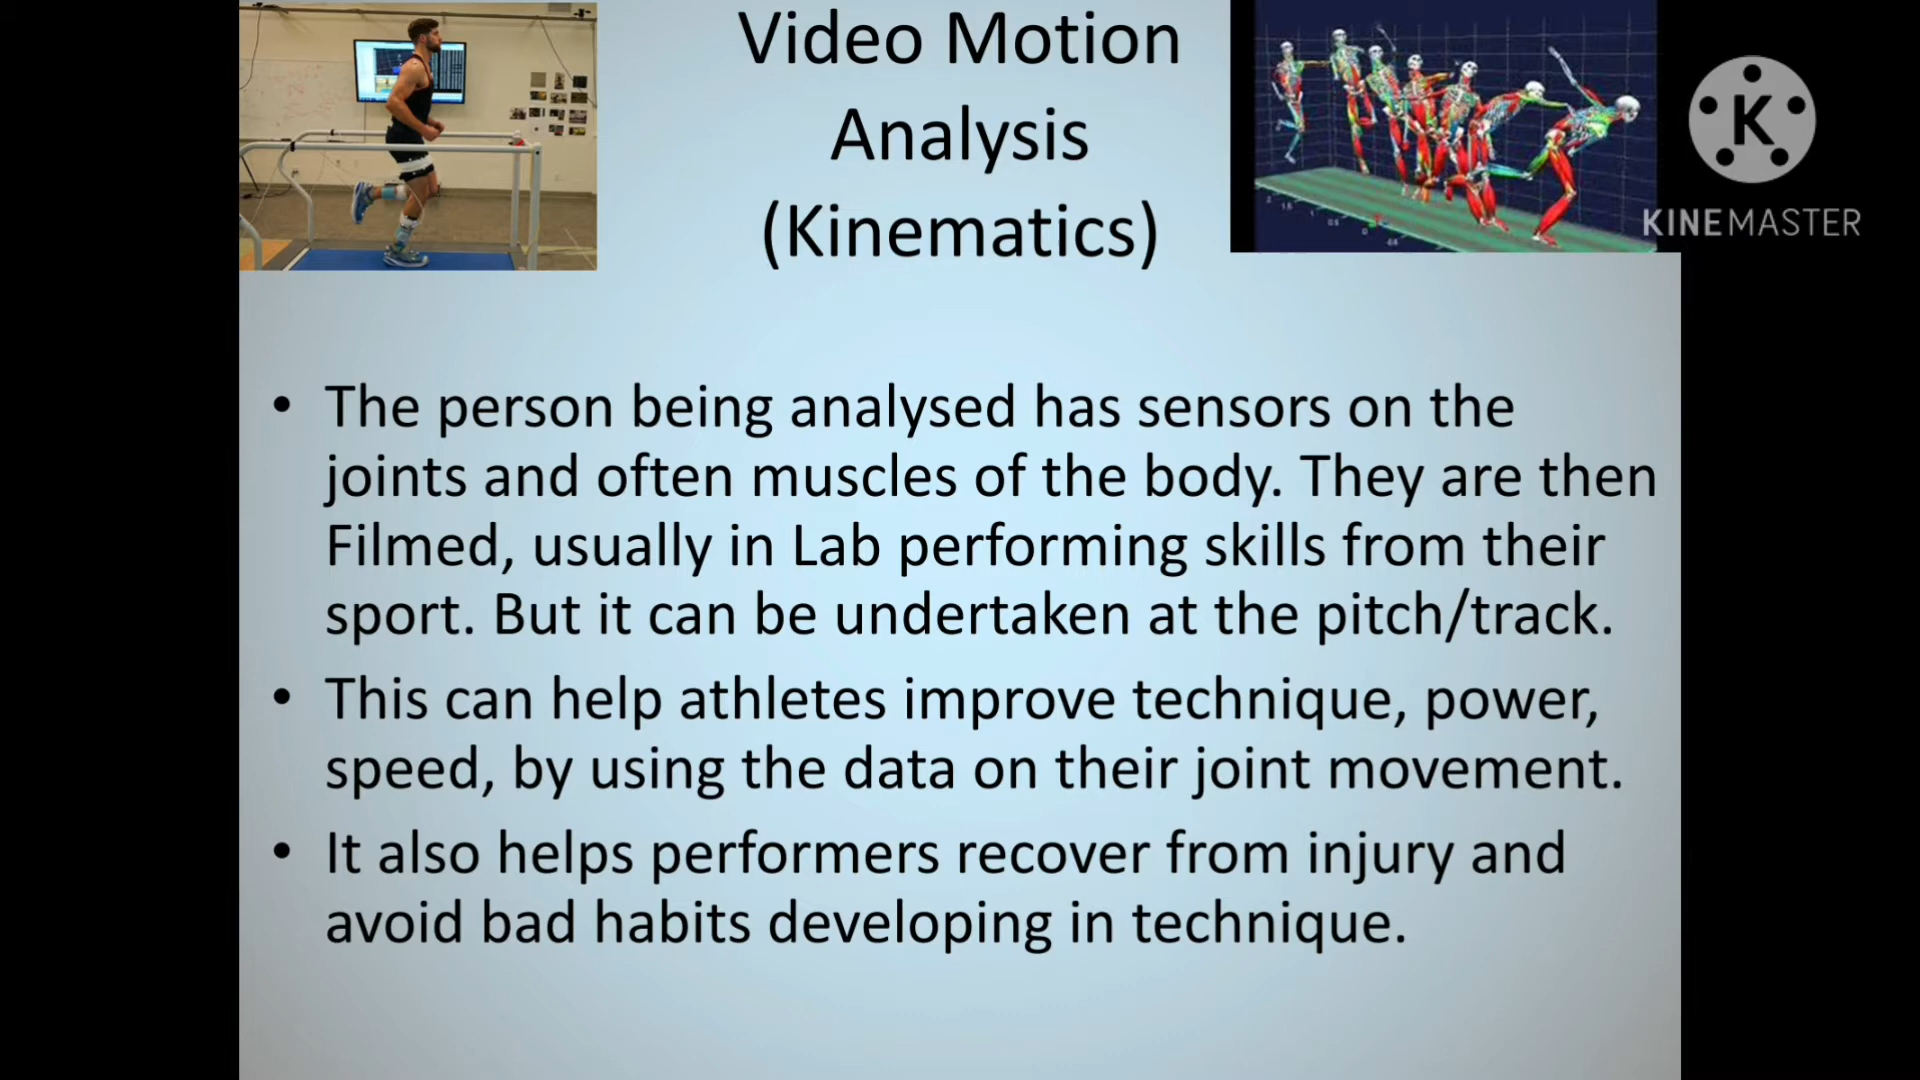 Video Motion
Analysis
(Kinematics)
KINEMASTER
• The person being analysed has sensors on the
joints and often muscles of the body. They are then
Filmed, usually in Lab performing skills from their
sport. But it can be undertaken at the pitch/track.
• This can help athletes improve technique, power,
speed, by using the data on their joint movement.
• It also helps performers recover from injury and
avoid bad habits developing in technique.